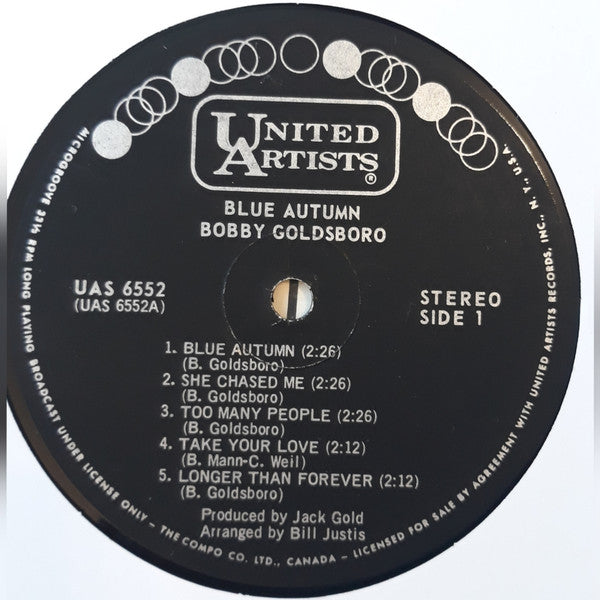 UNITED
ARTISTS®
BLUE AUTUMN
BOBBY GOLDSBORO
UAS 6552
(UAS 6552A)
STEREO
SIDE 1
1. BLUE AUTUMN (2:26)
(B. Goldsboro)
2. SHE CHASED ME (2:26)
(B. Goldsboro)
3. TOO MANY PEOPLE (2:26)
(B. Goldsboro)
4. TAKE YOUR LOVE (2:12)
(B. Mann-C. Weil)
5. LONGER THAN FOREVER (2:12)
(B. Goldsboro)
Produced by Jack Gold
Arranged by Bill Justis
MICROGROOVE 33⅓ RPM LONG PLAYING BROADCAST UNDER LICENSE ONLY – THE COMPO CO. LTD., CANADA – LICENSED FOR SALE BY AGREEMENT WITH UNITED ARTISTS RECORDS, INC., N. Y., U.S.A.